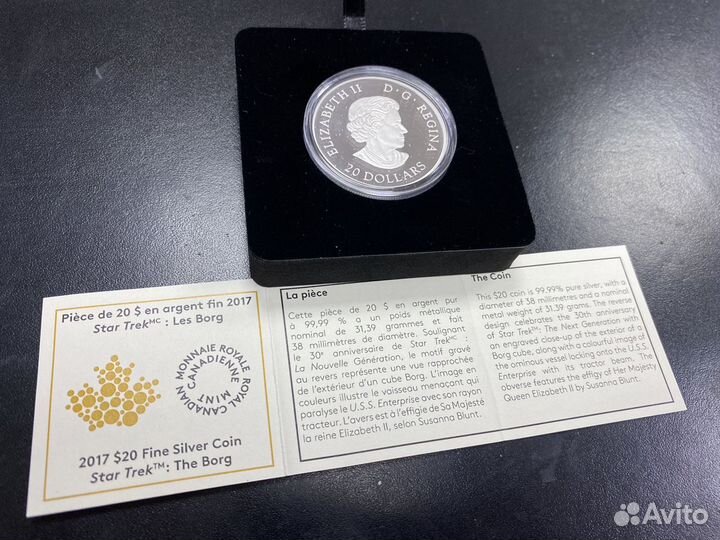 ELIZABETH II D·G·REGINA
20 DOLLARS
Pièce de 20 $ en argent fin 2017
Star Trekᴹᶜ : Les Borg
MONNAIE ROYALE CANADIENNE
ROYAL CANADIAN MINT
2017 $20 Fine Silver Coin
Star Trek™: The Borg
La pièce
Cette pièce de 20 $ en argent pur
à 99,99 % a un poids métallique
nominal de 31,39 grammes et fait
38 millimètres de diamètre. Soulignant
le 30ᵉ anniversaire de Star Trekᴹᶜ :
La Nouvelle Génération, le motif gravé
au revers représente une vue rapprochée
de l'extérieur d'un cube Borg. L'image en
couleurs illustre le vaisseau menaçant qui
paralyse le U.S.S. Enterprise avec son rayon
tracteur. L'avers est à l'effigie de Sa Majesté
la reine Elizabeth II, selon Susanna Blunt.
The Coin
This $20 coin is 99.99% pure silver, with a
diameter of 38 millimetres and a nominal
metal weight of 31.39 grams. The reverse
design celebrates the 30th anniversary
of Star Trek™: The Next Generation with
an engraved close-up of the exterior of a
Borg cube, along with a colourful image of
the ominous vessel locking onto the U.S.S.
Enterprise with its tractor beam. The
obverse features the effigy of Her Majesty
Queen Elizabeth II by Susanna Blunt.
Avito